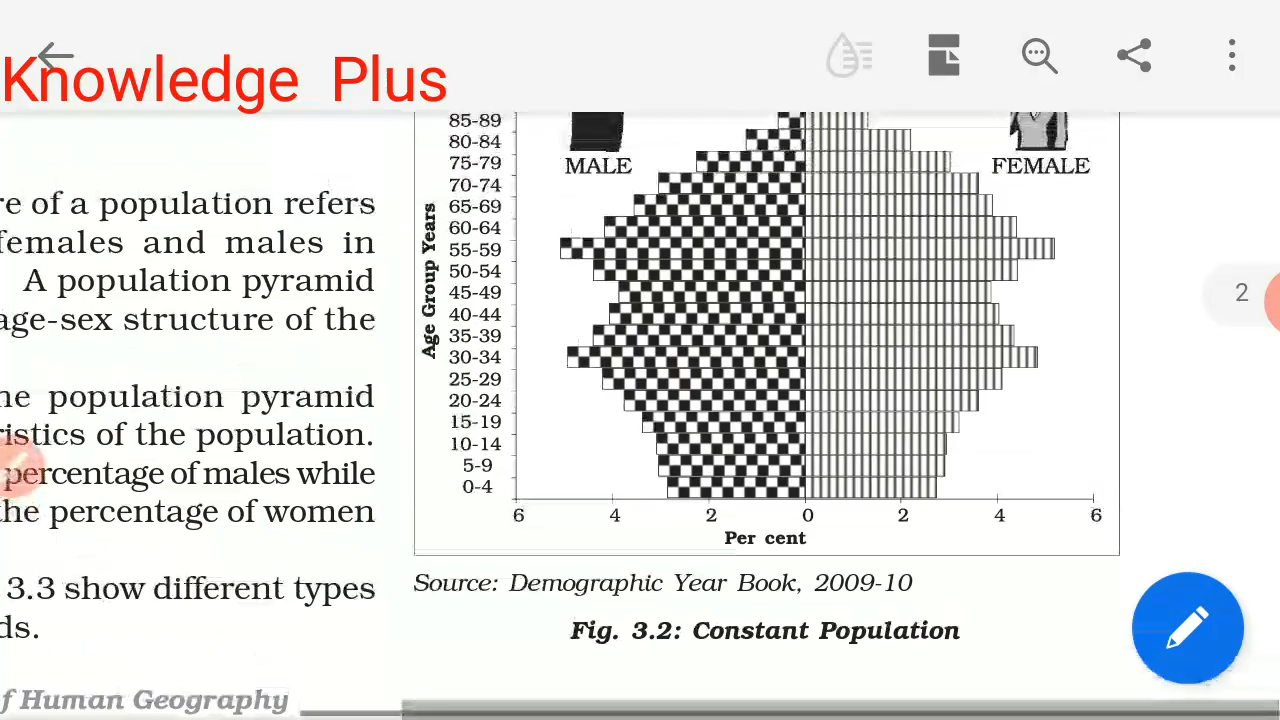 Knowledge Plus
re of a population refers
females and males in
A population pyramid
age-sex structure of the
ne population pyramid
ristics of the population.
percentage of males while
the percentage of women
3.3 show different types
ds.
f Human Geography
85-89
80-84
75-79
70-74
65-69
60-64
55-59
50-54
45-49
40-44
35-39
30-34
25-29
20-24
15-19
10-14
5-9
0-4
Age Group Years
MALE
FEMALE
6 4 2 0 2 4 6
Per cent
Source: Demographic Year Book, 2009-10
Fig. 3.2: Constant Population
2